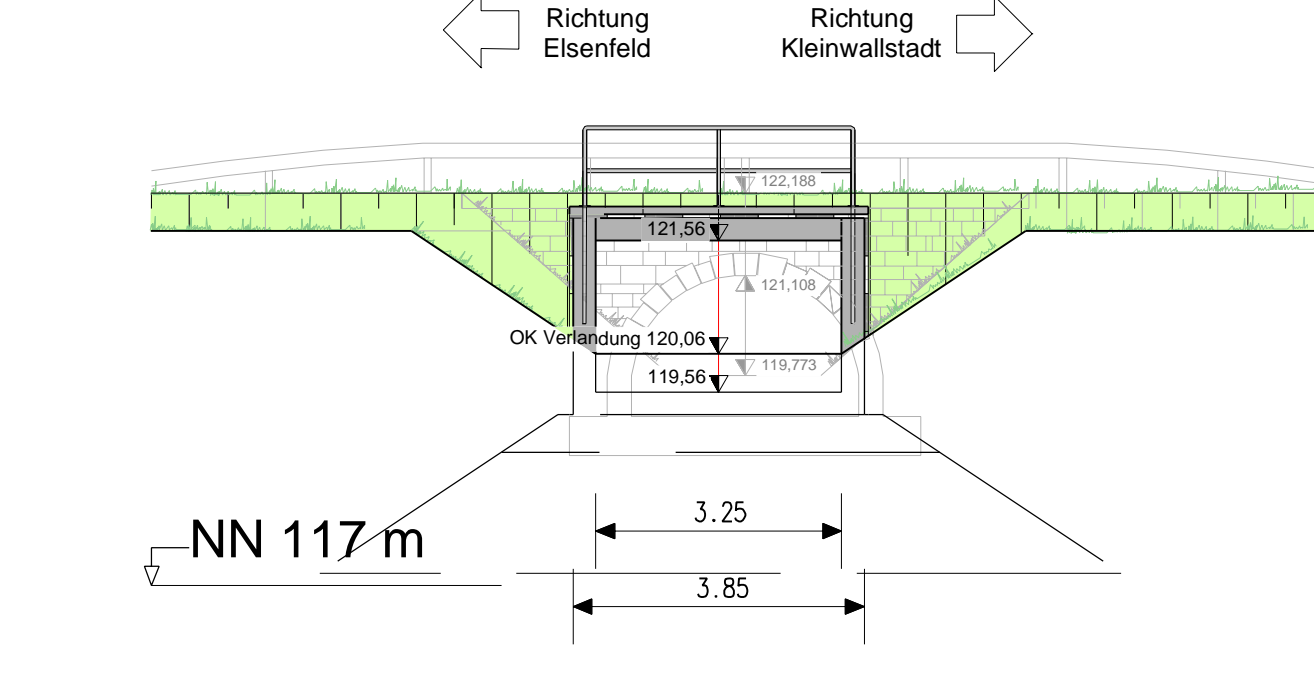 Richtung
Elsenfeld
Richtung
Kleinwallstadt
122,188
121,56
121,108
OK Verlandung 120,06
119,773
119,56
3.25
NN 117 m
3.85